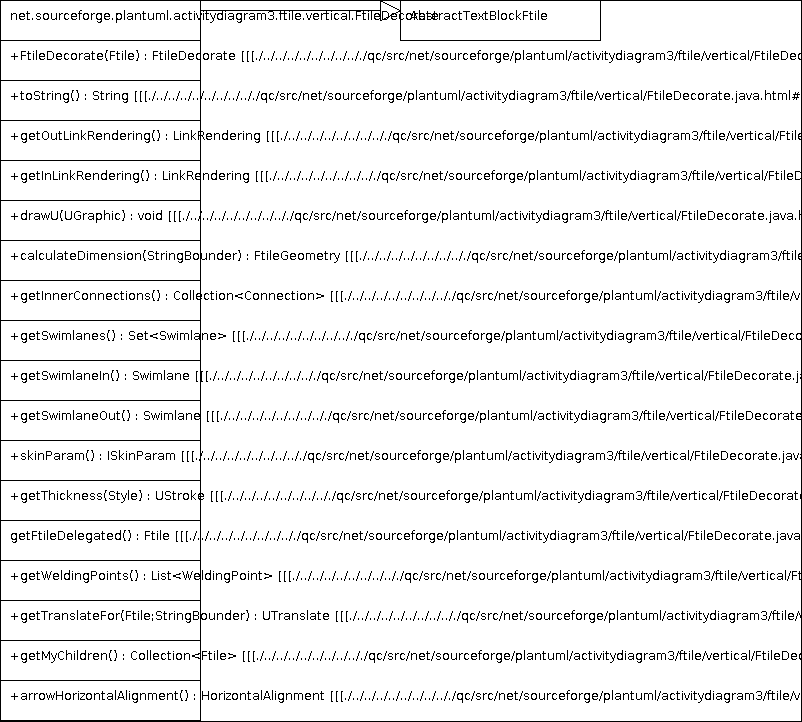 net.sourceforge.plantuml.activitydiagram3.ftile.vertical.FtileDecorate
AbstractTextBlockFtile
+FtileDecorate(Ftile) : FtileDecorate [[[./../../../../../../../../qc/src/net/sourceforge/plantuml/activitydiagram3/ftile/vertical/FtileDec
+toString() : String [[[./../../../../../../../../qc/src/net/sourceforge/plantuml/activitydiagram3/ftile/vertical/FtileDecorate.java.html#
+getOutLinkRendering() : LinkRendering [[[./../../../../../../../../qc/src/net/sourceforge/plantuml/activitydiagram3/ftile/vertical/Ftile
+getInLinkRendering() : LinkRendering [[[./../../../../../../../../qc/src/net/sourceforge/plantuml/activitydiagram3/ftile/vertical/FtileD
+drawU(UGraphic) : void [[[./../../../../../../../../qc/src/net/sourceforge/plantuml/activitydiagram3/ftile/vertical/FtileDecorate.java.h
+calculateDimension(StringBounder) : FtileGeometry [[[./../../../../../../../../qc/src/net/sourceforge/plantuml/activitydiagram3/ftile
+getInnerConnections() : Collection<Connection> [[[./../../../../../../../../qc/src/net/sourceforge/plantuml/activitydiagram3/ftile/v
+getSwimlanes() : Set<Swimlane> [[[./../../../../../../../../qc/src/net/sourceforge/plantuml/activitydiagram3/ftile/vertical/FtileDeco
+getSwimlaneIn() : Swimlane [[[./../../../../../../../../qc/src/net/sourceforge/plantuml/activitydiagram3/ftile/vertical/FtileDecorate.ja
+getSwimlaneOut() : Swimlane [[[./../../../../../../../../qc/src/net/sourceforge/plantuml/activitydiagram3/ftile/vertical/FtileDecorate
+skinParam() : ISkinParam [[[./../../../../../../../../qc/src/net/sourceforge/plantuml/activitydiagram3/ftile/vertical/FtileDecorate.java
+getThickness(Style) : UStroke [[[./../../../../../../../../qc/src/net/sourceforge/plantuml/activitydiagram3/ftile/vertical/FtileDecorate
getFtileDelegated() : Ftile [[[./../../../../../../../../qc/src/net/sourceforge/plantuml/activitydiagram3/ftile/vertical/FtileDecorate.java
+getWeldingPoints() : List<WeldingPoint> [[[./../../../../../../../../qc/src/net/sourceforge/plantuml/activitydiagram3/ftile/vertical/Ft
+getTranslateFor(Ftile;StringBounder) : UTranslate [[[./../../../../../../../../qc/src/net/sourceforge/plantuml/activitydiagram3/ftile/v
+getMyChildren() : Collection<Ftile> [[[./../../../../../../../../qc/src/net/sourceforge/plantuml/activitydiagram3/ftile/vertical/FtileDec
+arrowHorizontalAlignment() : HorizontalAlignment [[[./../../../../../../../../qc/src/net/sourceforge/plantuml/activitydiagram3/ftile/v